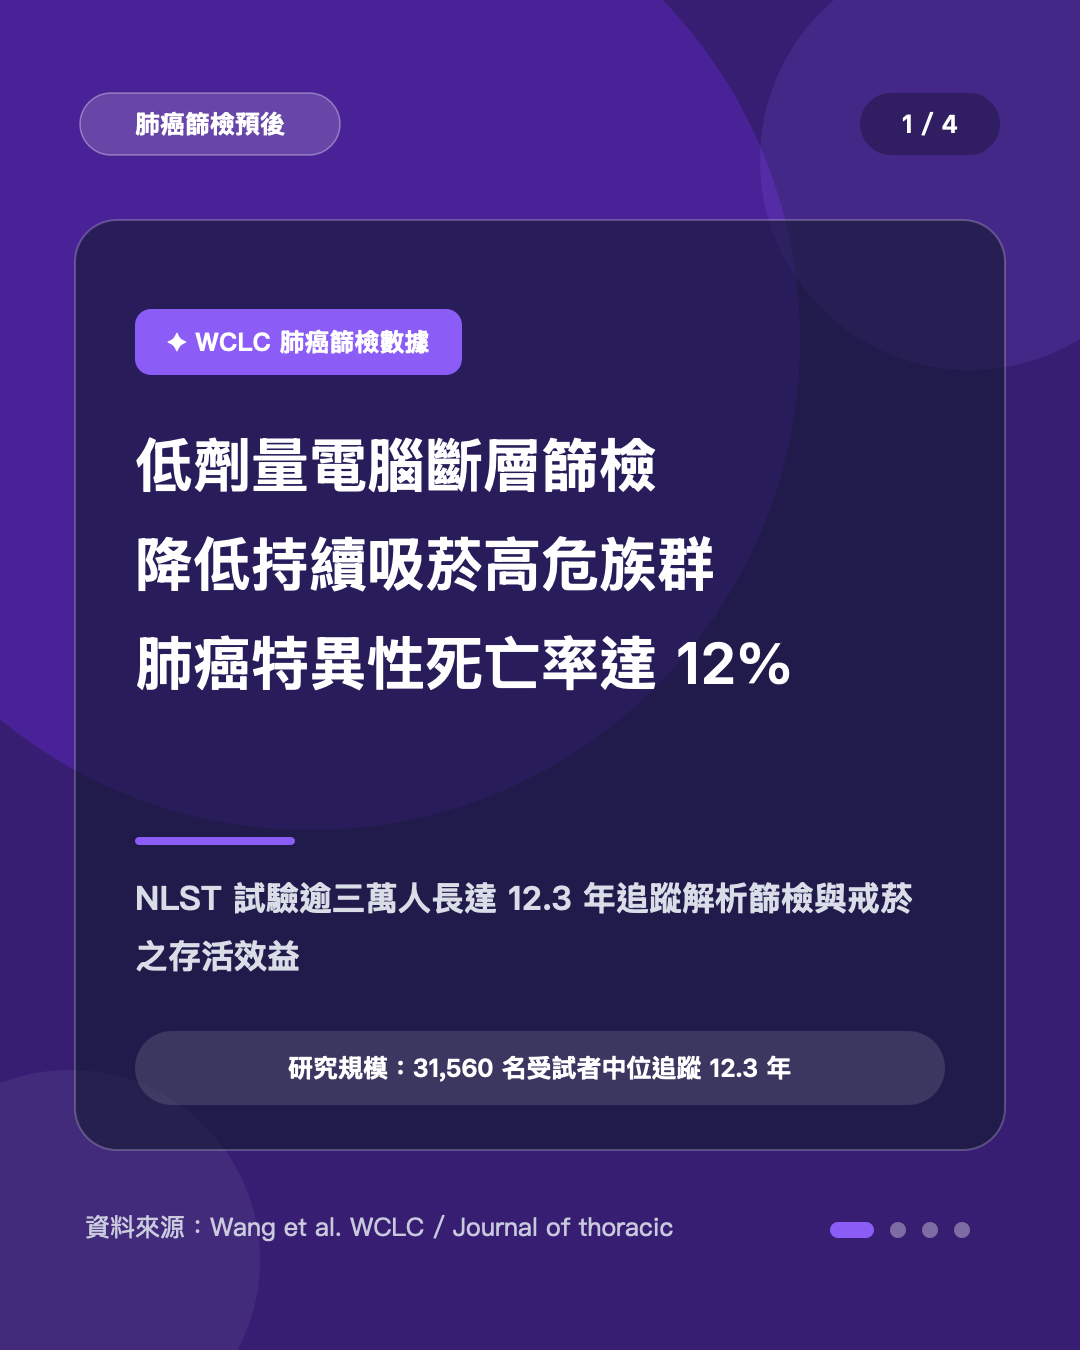 肺癌篩檢預後
1 / 4
✦ WCLC 肺癌篩檢數據
低劑量電腦斷層篩檢
降低持續吸菸高危族群
肺癌特異性死亡率達 12%
NLST 試驗逾三萬人長達 12.3 年追蹤解析篩檢與戒菸
之存活效益
研究規模：31,560 名受試者中位追蹤 12.3 年
資料來源：Wang et al. WCLC / Journal of thoracic